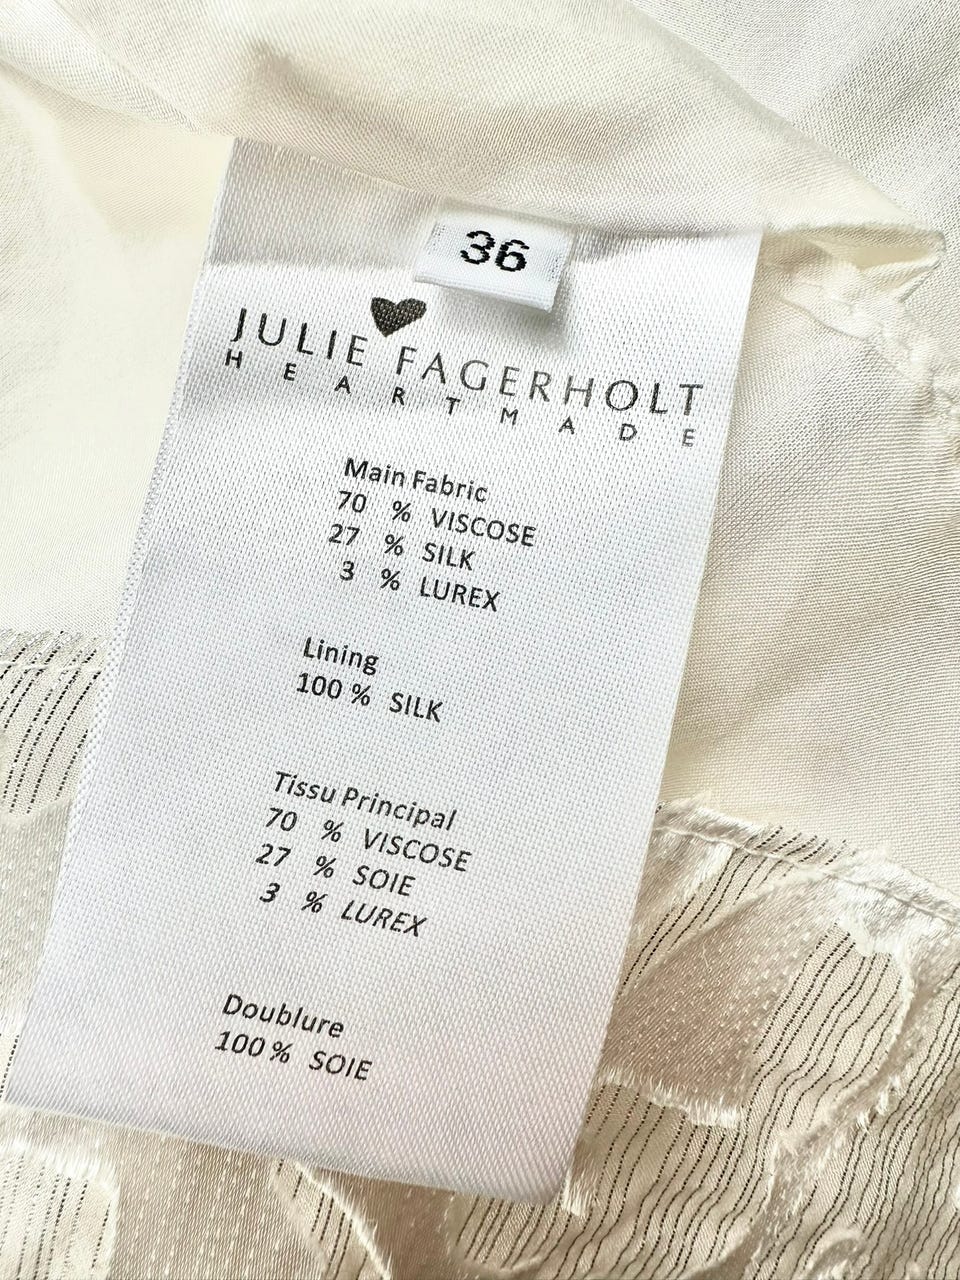 36
JULIE FAGERHOLT
HEARTMADE
Main Fabric
70 % VISCOSE
27 % SILK
3 % LUREX
Lining
100 % SILK
Tissu Principal
70 % VISCOSE
27 % SOIE
3 % LUREX
Doublure
100 % SOIE